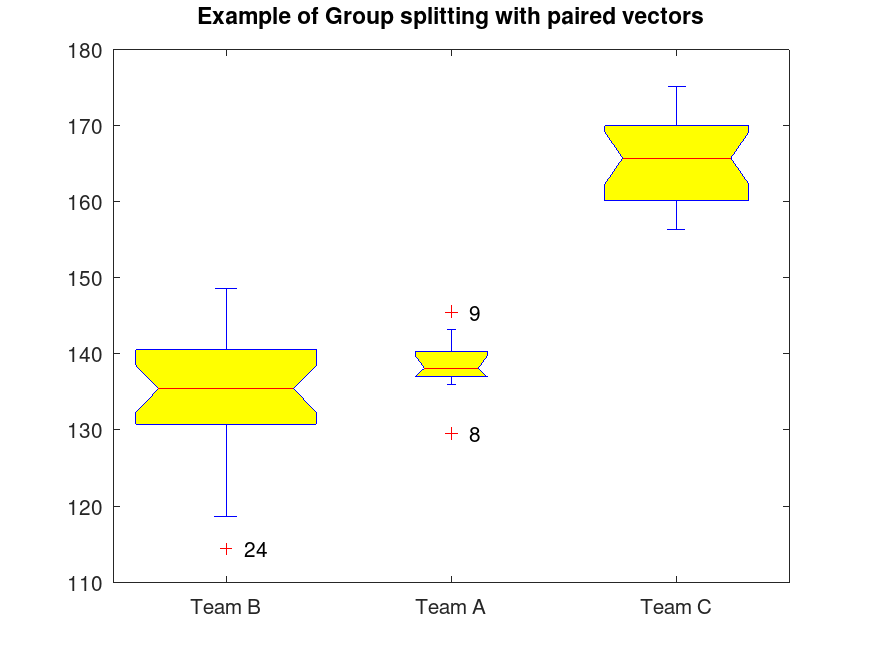 Example of Group splitting with paired vectors
180
170
160
150
140
130
120
110
9
8
24
Team B
Team A
Team C